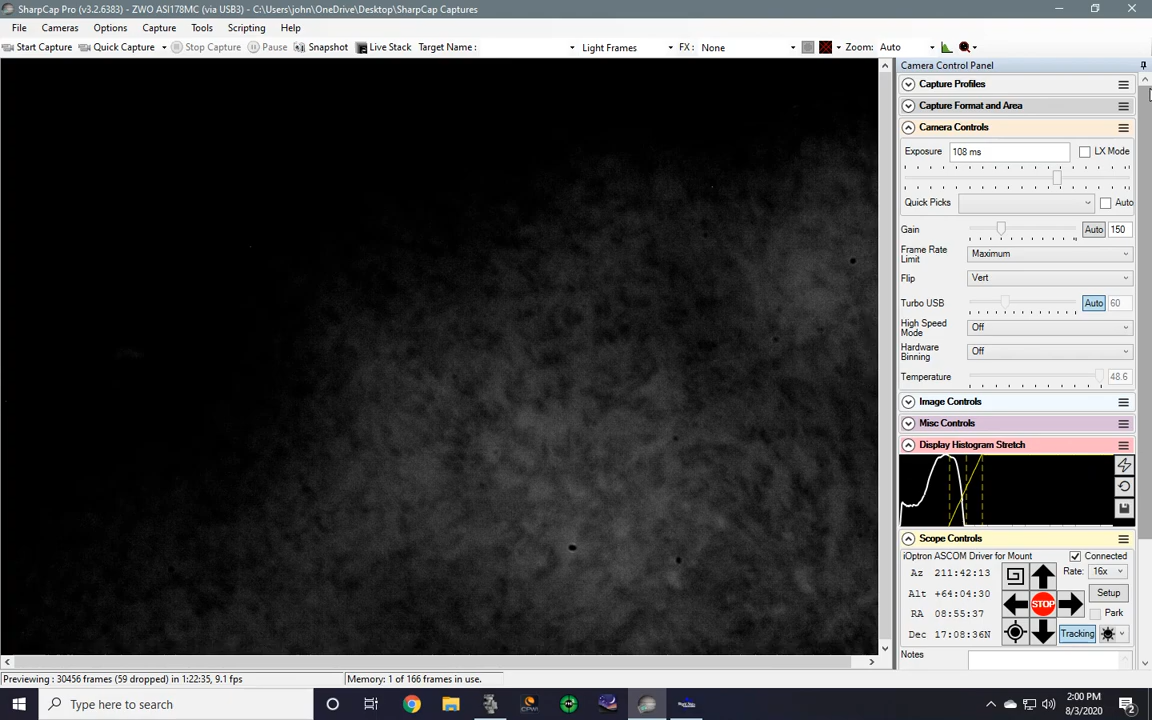 SharpCap Pro (v3.2.6383) - ZWO ASI178MC (via USB3) - C:\Users\john\OneDrive\Desktop\SharpCap Captures
File Cameras Options Capture Tools Scripting Help
Start Capture Quick Capture Stop Capture Pause Snapshot Live Stack Target Name : Light Frames FX : None Zoom: Auto
Camera Control Panel
Capture Profiles
Capture Format and Area
Camera Controls
Exposure 108 ms LX Mode
Quick Picks Auto
Gain Auto 150
Frame Rate Limit Maximum
Flip Vert
Turbo USB Auto 60
High Speed Mode Off
Hardware Binning Off
Temperature 48.6
Image Controls
Misc Controls
Display Histogram Stretch
Scope Controls
iOptron ASCOM Driver for Mount Connected
Az 211:42:13 Rate: 16x
Alt +64:04:30 Setup
RA 08:55:37 STOP Park
Dec 17:08:36N Tracking
Notes
Previewing : 30456 frames (59 dropped) in 1:22:35, 9.1 fps Memory: 1 of 166 frames in use.
Type here to search
2:00 PM
8/3/2020
2